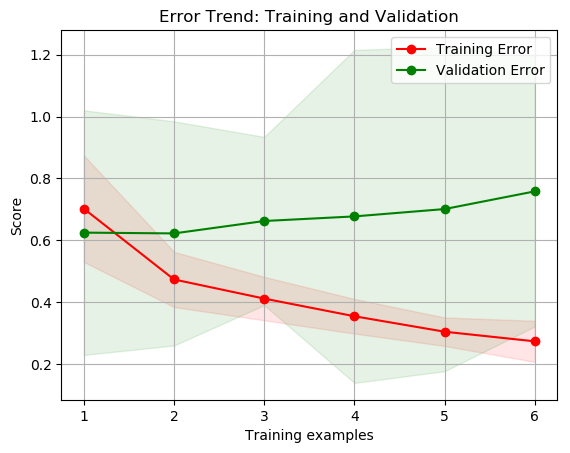 Error Trend: Training and Validation
Training Error
Validation Error
Score
1.2
1.0
0.8
0.6
0.4
0.2
1 2 3 4 5 6
Training examples